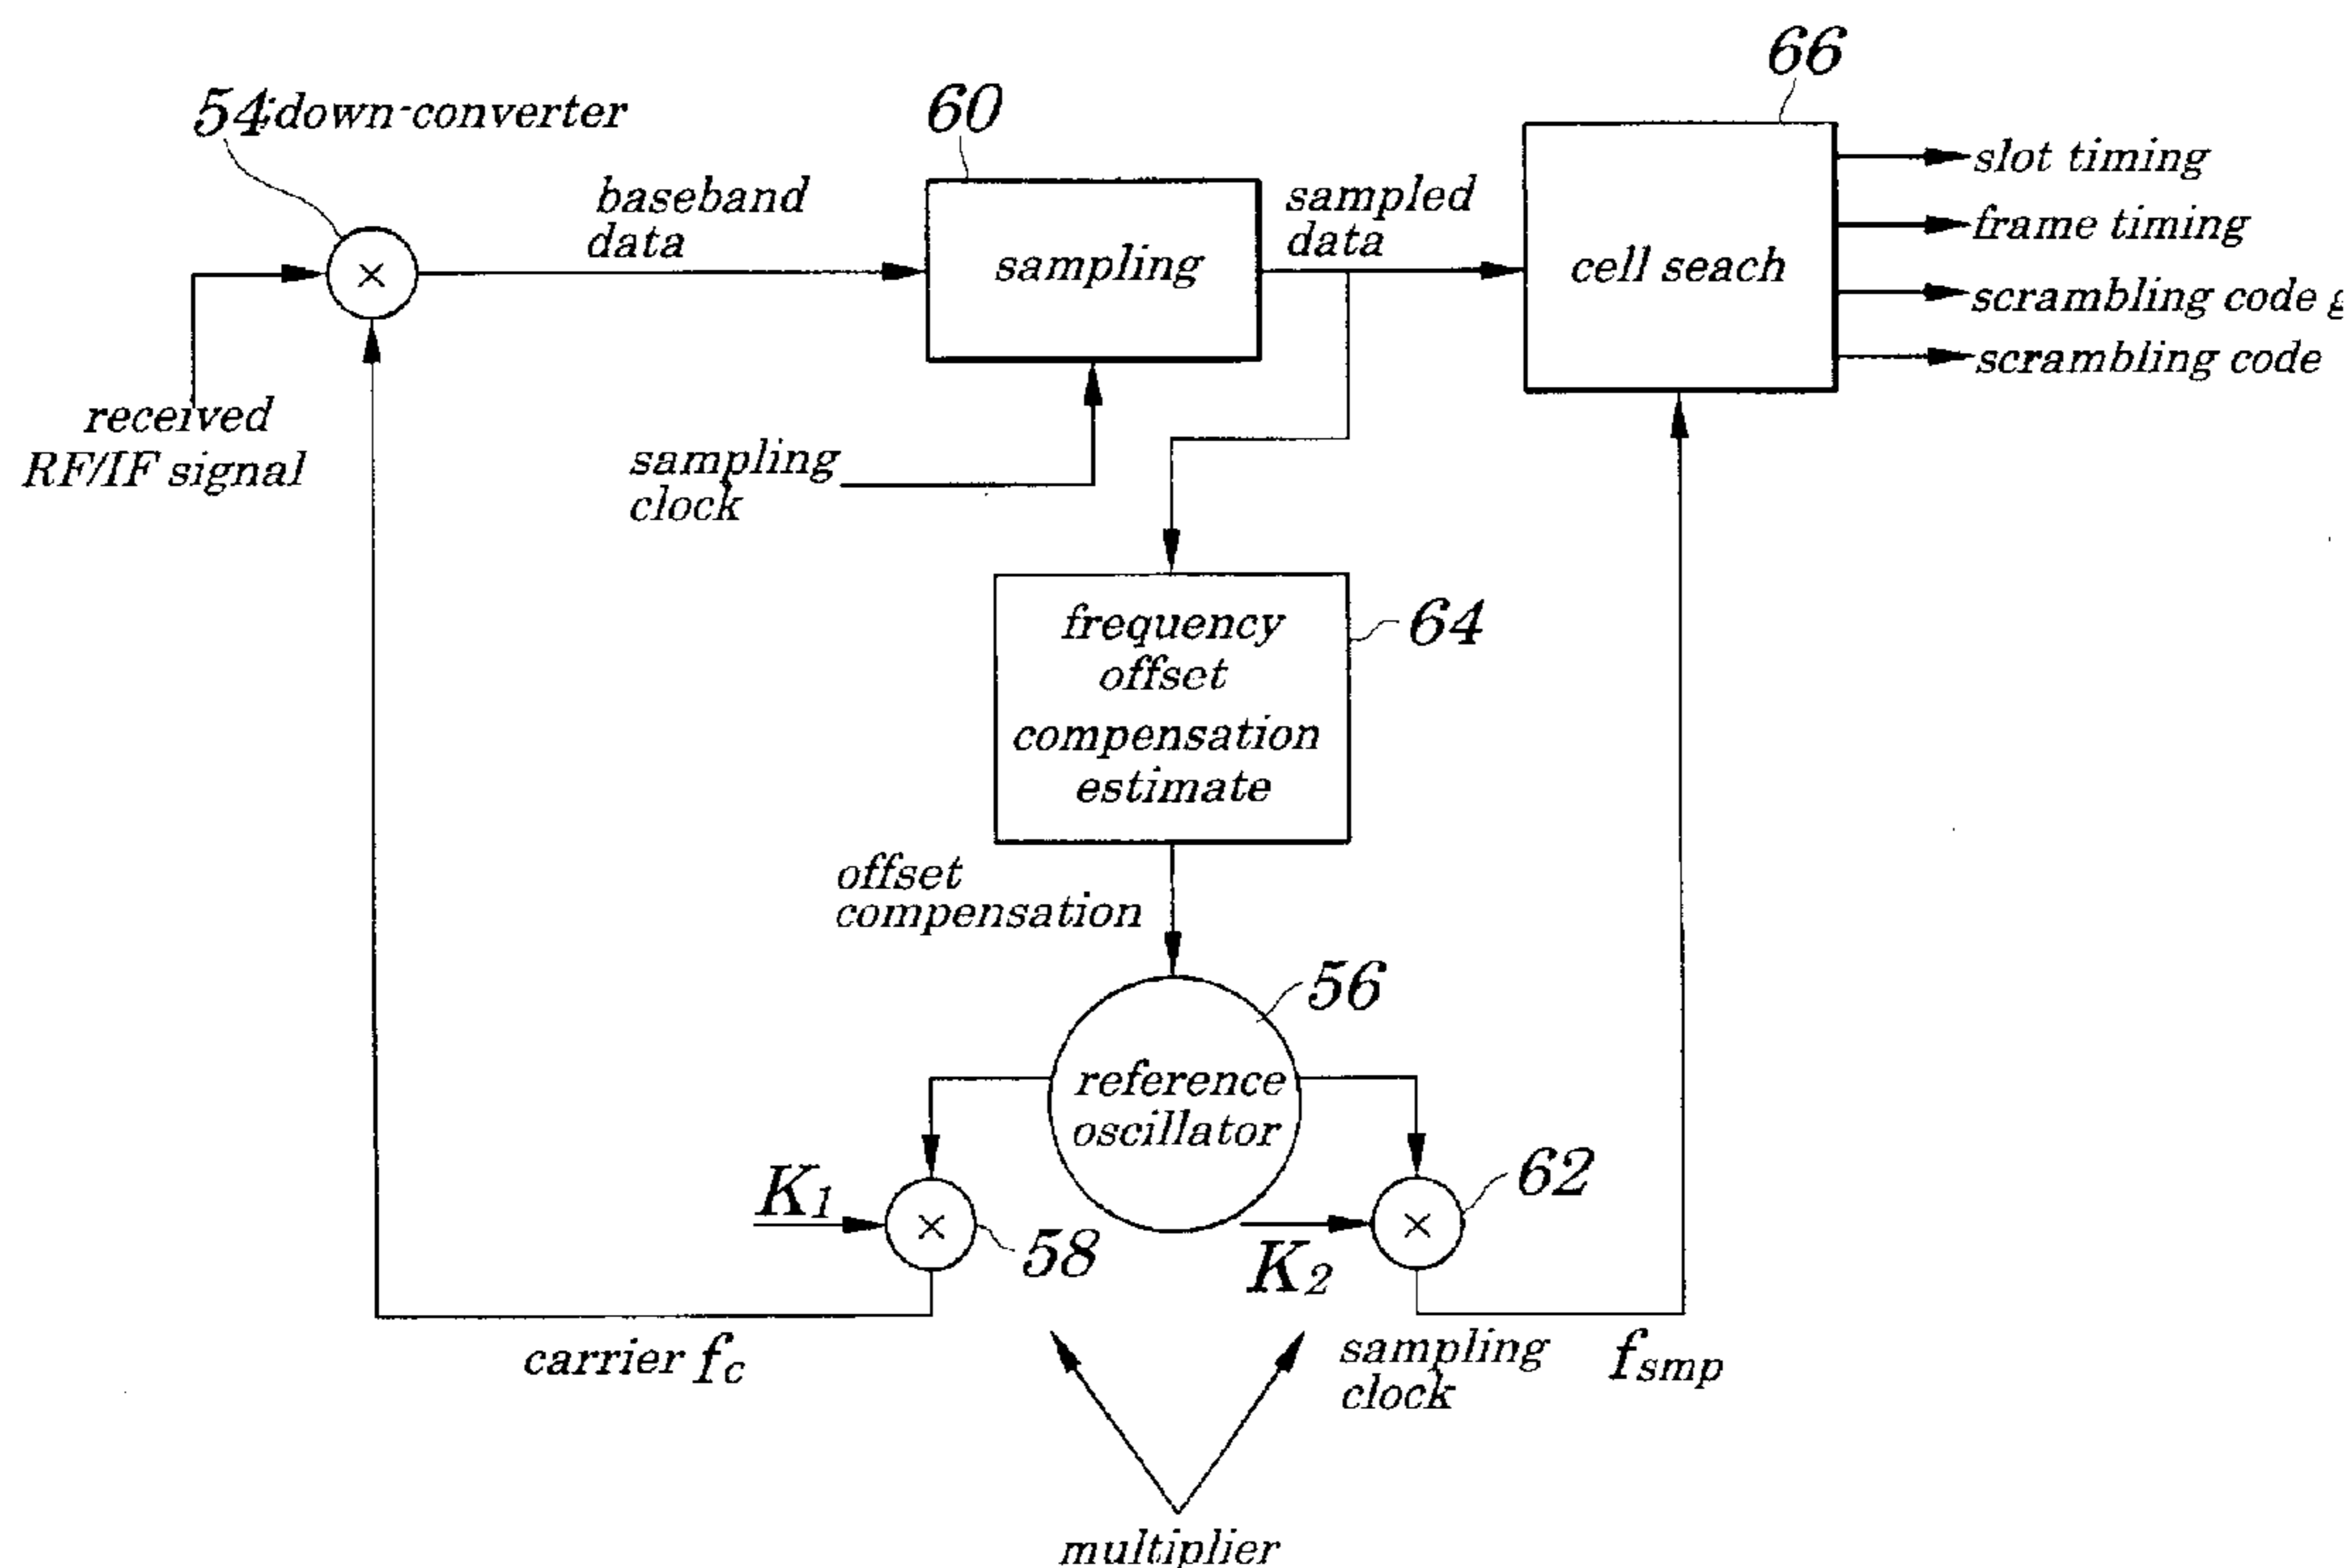 66
54:down-converter
60
slot timing
baseband
data
sampled
data
frame timing
sampling
cell seach
scrambling code g
scrambling code
received
RF/IF signal
sampling
clock
frequency
offset
compensation
estimate
64
offset
compensation
56
reference
oscillator
K1
58
K2
62
carrier fc
sampling
clock
fsmp
multiplier